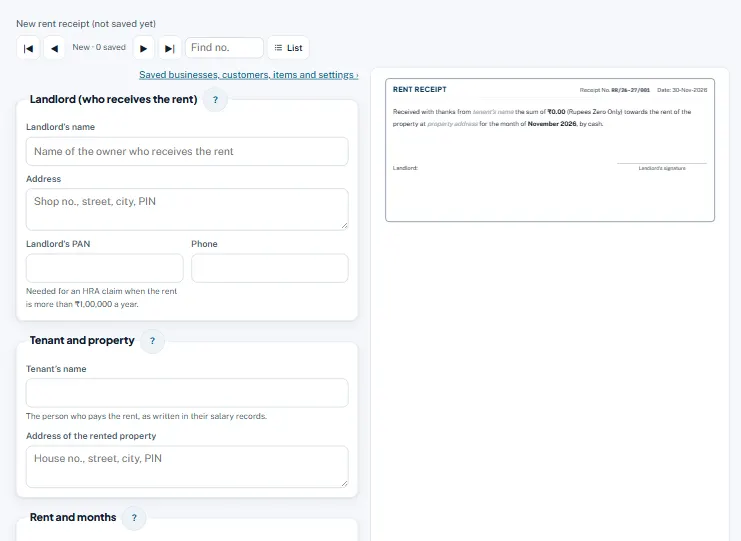 New rent receipt (not saved yet)
New · 0 saved
Find no.
List
Saved businesses, customers, items and settings ›
Landlord (who receives the rent) ?
Landlord's name
Name of the owner who receives the rent
Address
Shop no., street, city, PIN
Landlord's PAN Phone
Needed for an HRA claim when the rent
is more than ₹1,00,000 a year.
Tenant and property ?
Tenant's name
The person who pays the rent, as written in their salary records.
Address of the rented property
House no., street, city, PIN
Rent and months ?
RENT RECEIPT Receipt No. RR/26-27/001 Date: 30-Nov-2026
Received with thanks from tenant's name the sum of ₹0.00 (Rupees Zero Only) towards the rent of the
property at property address for the month of November 2026, by cash.
Landlord:
Landlord's signature